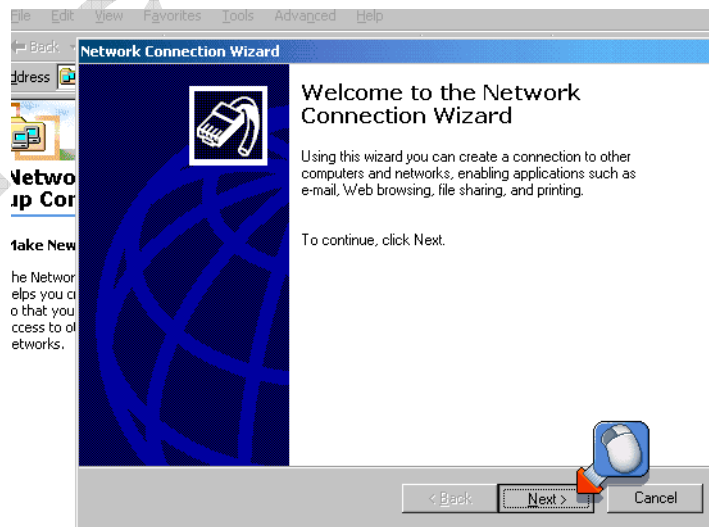 File Edit View Favorites Tools Advanced Help
Back
ddress
Network Connection Wizard
Welcome to the Network
Connection Wizard
Using this wizard you can create a connection to other
computers and networks, enabling applications such as
e-mail, Web browsing, file sharing, and printing.
To continue, click Next.
Netwo
up Cor
Make New
he Networ
elps you cr
o that you
ccess to ot
etworks.
< Back Next > Cancel